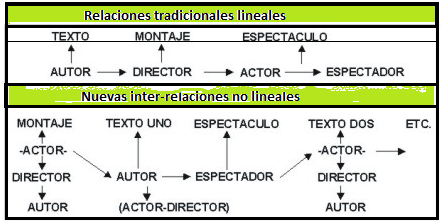 Relaciones tradicionales lineales
TEXTO MONTAJE ESPECTACULO
AUTOR DIRECTOR ACTOR ESPECTADOR
Nuevas inter-relaciones no lineales
MONTAJE TEXTO UNO ESPECTACULO TEXTO DOS ETC.
-ACTOR- -ACTOR-
DIRECTOR AUTOR ESPECTADOR DIRECTOR
AUTOR (ACTOR-DIRECTOR) AUTOR